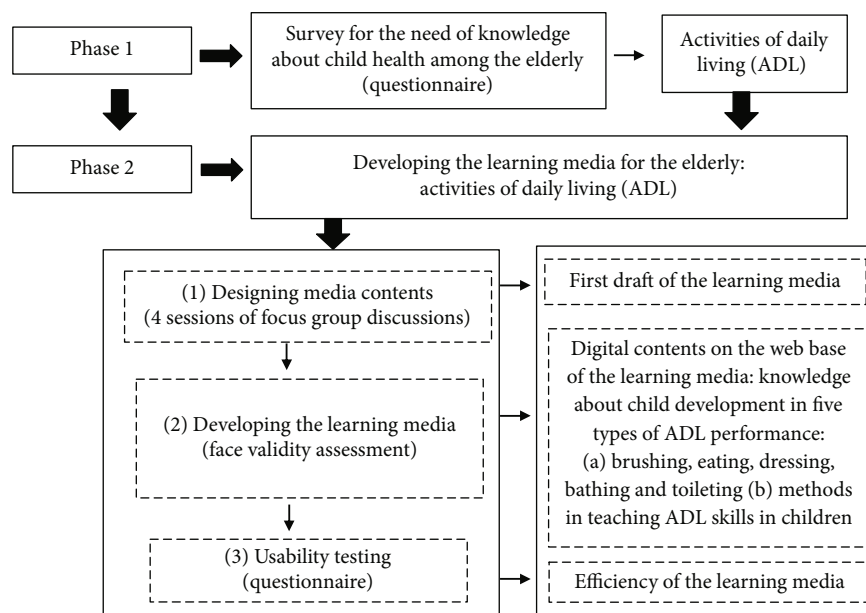 Phase 1
Survey for the need of knowledge
about child health among the elderly
(questionnaire)
Activities of daily
living (ADL)
Phase 2
Developing the learning media for the elderly:
activities of daily living (ADL)
(1) Designing media contents
(4 sessions of focus group discussions)
First draft of the learning media
(2) Developing the learning media
(face validity assessment)
Digital contents on the web base
of the learning media: knowledge
about child development in five
types of ADL performance:
(a) brushing, eating, dressing,
bathing and toileting (b) methods
in teaching ADL skills in children
(3) Usability testing
(questionnaire)
Efficiency of the learning media